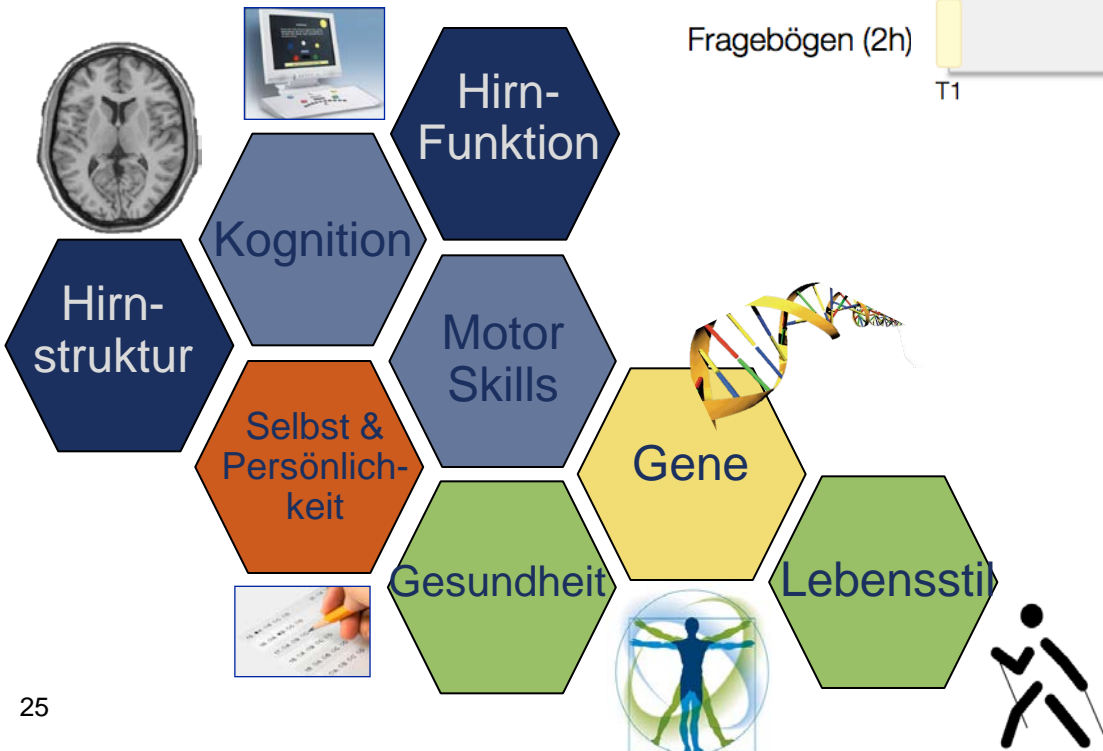 Fragebögen (2h)
T1
Hirn-
Funktion
Kognition
Hirn-
struktur
Motor
Skills
Selbst &
Persönlich-
keit
Gene
Gesundheit
Lebensstil
25